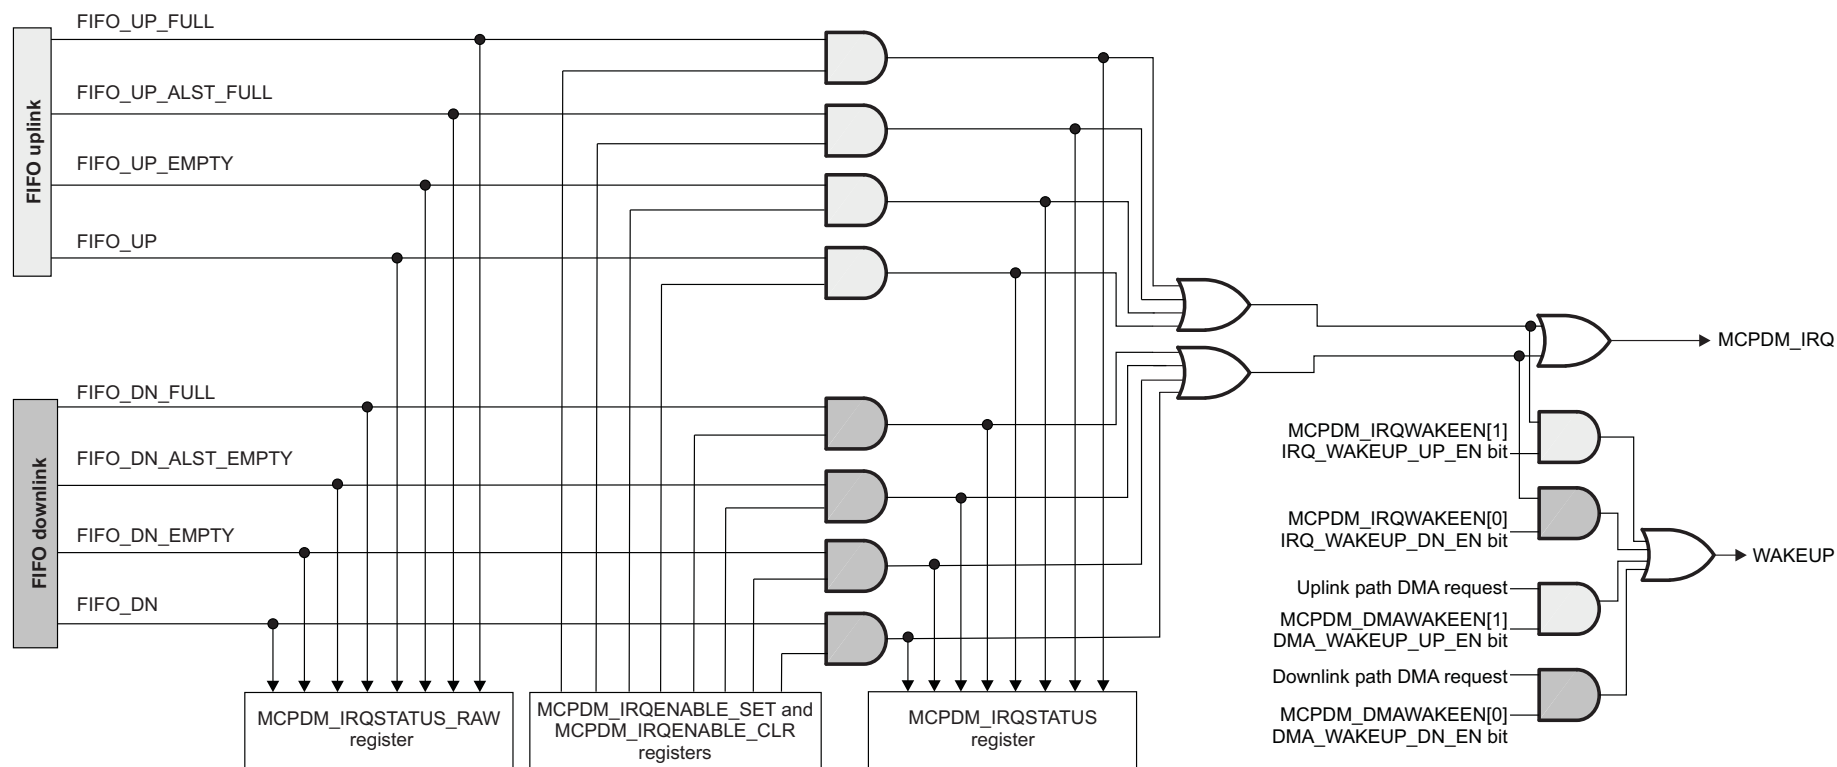 FIFO uplink
FIFO_UP_FULL
FIFO_UP_ALST_FULL
FIFO_UP_EMPTY
FIFO_UP
FIFO downlink
FIFO_DN_FULL
FIFO_DN_ALST_EMPTY
FIFO_DN_EMPTY
FIFO_DN
MCPDM_IRQSTATUS_RAW
register
MCPDM_IRQENABLE_SET and
MCPDM_IRQENABLE_CLR
registers
MCPDM_IRQSTATUS
register
MCPDM_IRQ
MCPDM_IRQWAKEEN[1]
IRQ_WAKEUP_UP_EN bit
MCPDM_IRQWAKEEN[0]
IRQ_WAKEUP_DN_EN bit
Uplink path DMA request
MCPDM_DMAWAKEEN[1]
DMA_WAKEUP_UP_EN bit
Downlink path DMA request
MCPDM_DMAWAKEEN[0]
DMA_WAKEUP_DN_EN bit
WAKEUP